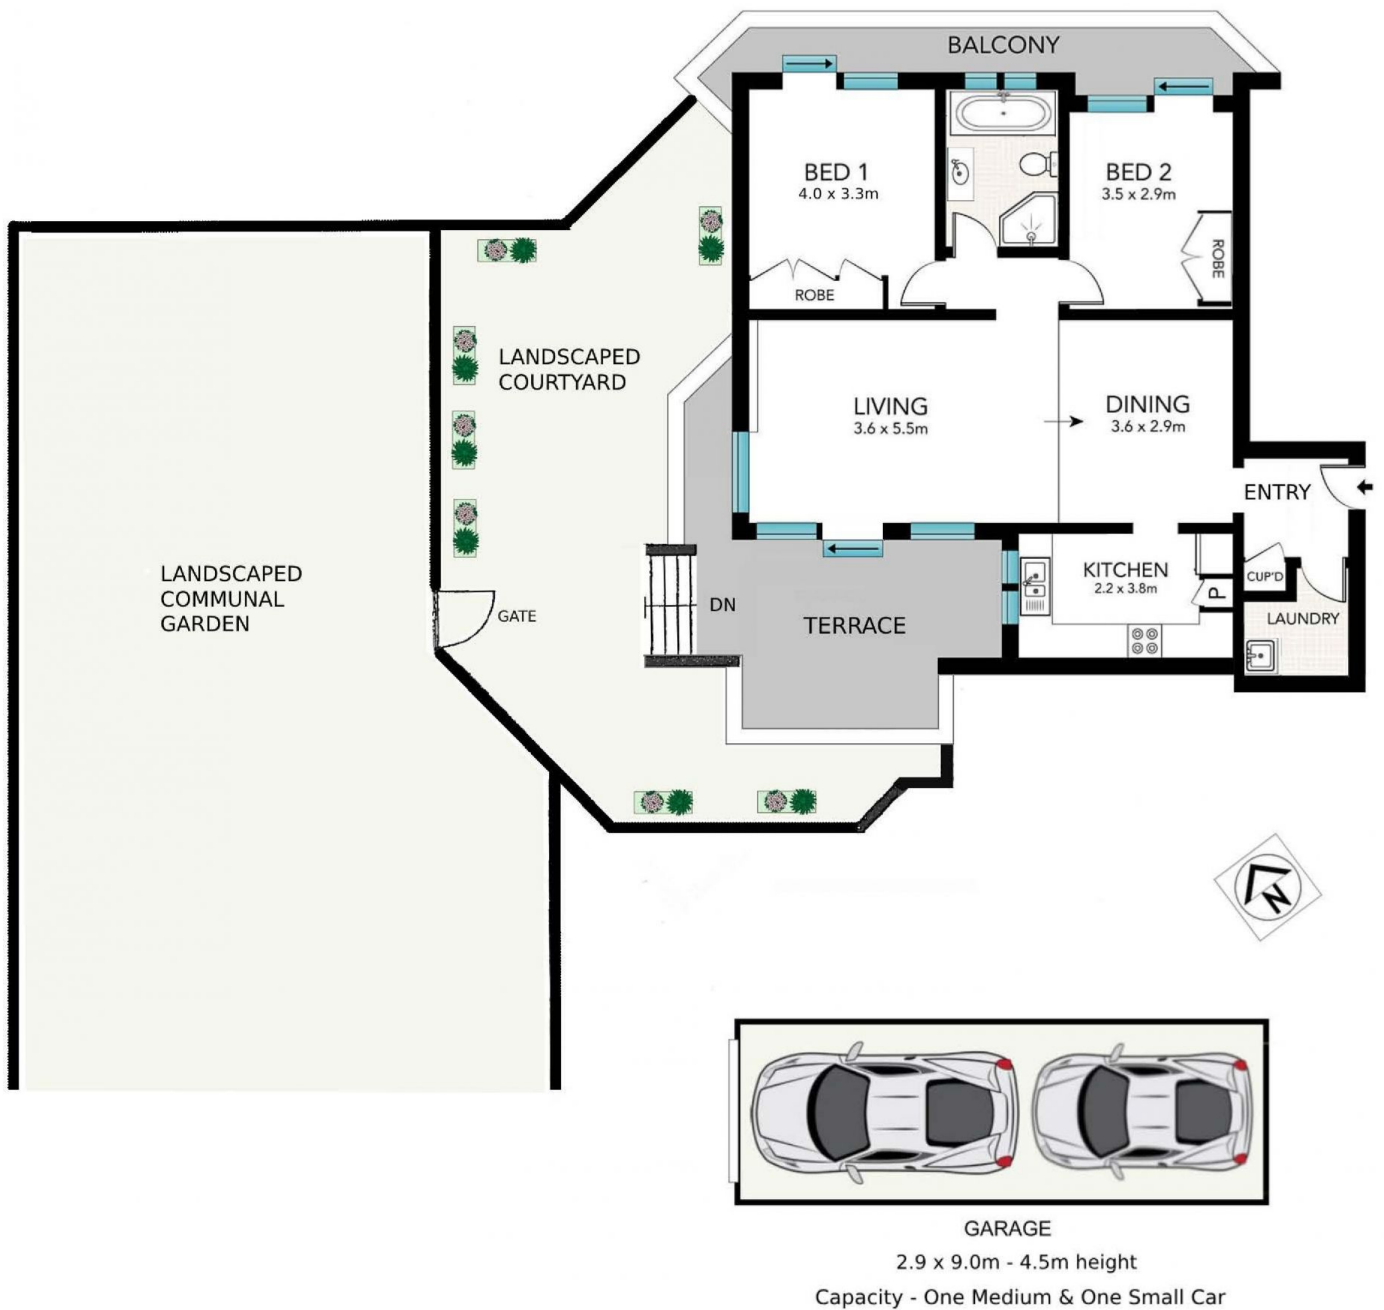 BALCONY
BED 1
4.0 x 3.3m
BED 2
3.5 x 2.9m
ROBE
ROBE
LANDSCAPED
COURTYARD
LIVING
3.6 x 5.5m
DINING
3.6 x 2.9m
ENTRY
LANDSCAPED
COMMUNAL
GARDEN
GATE
DN
TERRACE
KITCHEN
2.2 x 3.8m
P
CUP'D
LAUNDRY
N
GARAGE
2.9 x 9.0m - 4.5m height
Capacity - One Medium & One Small Car